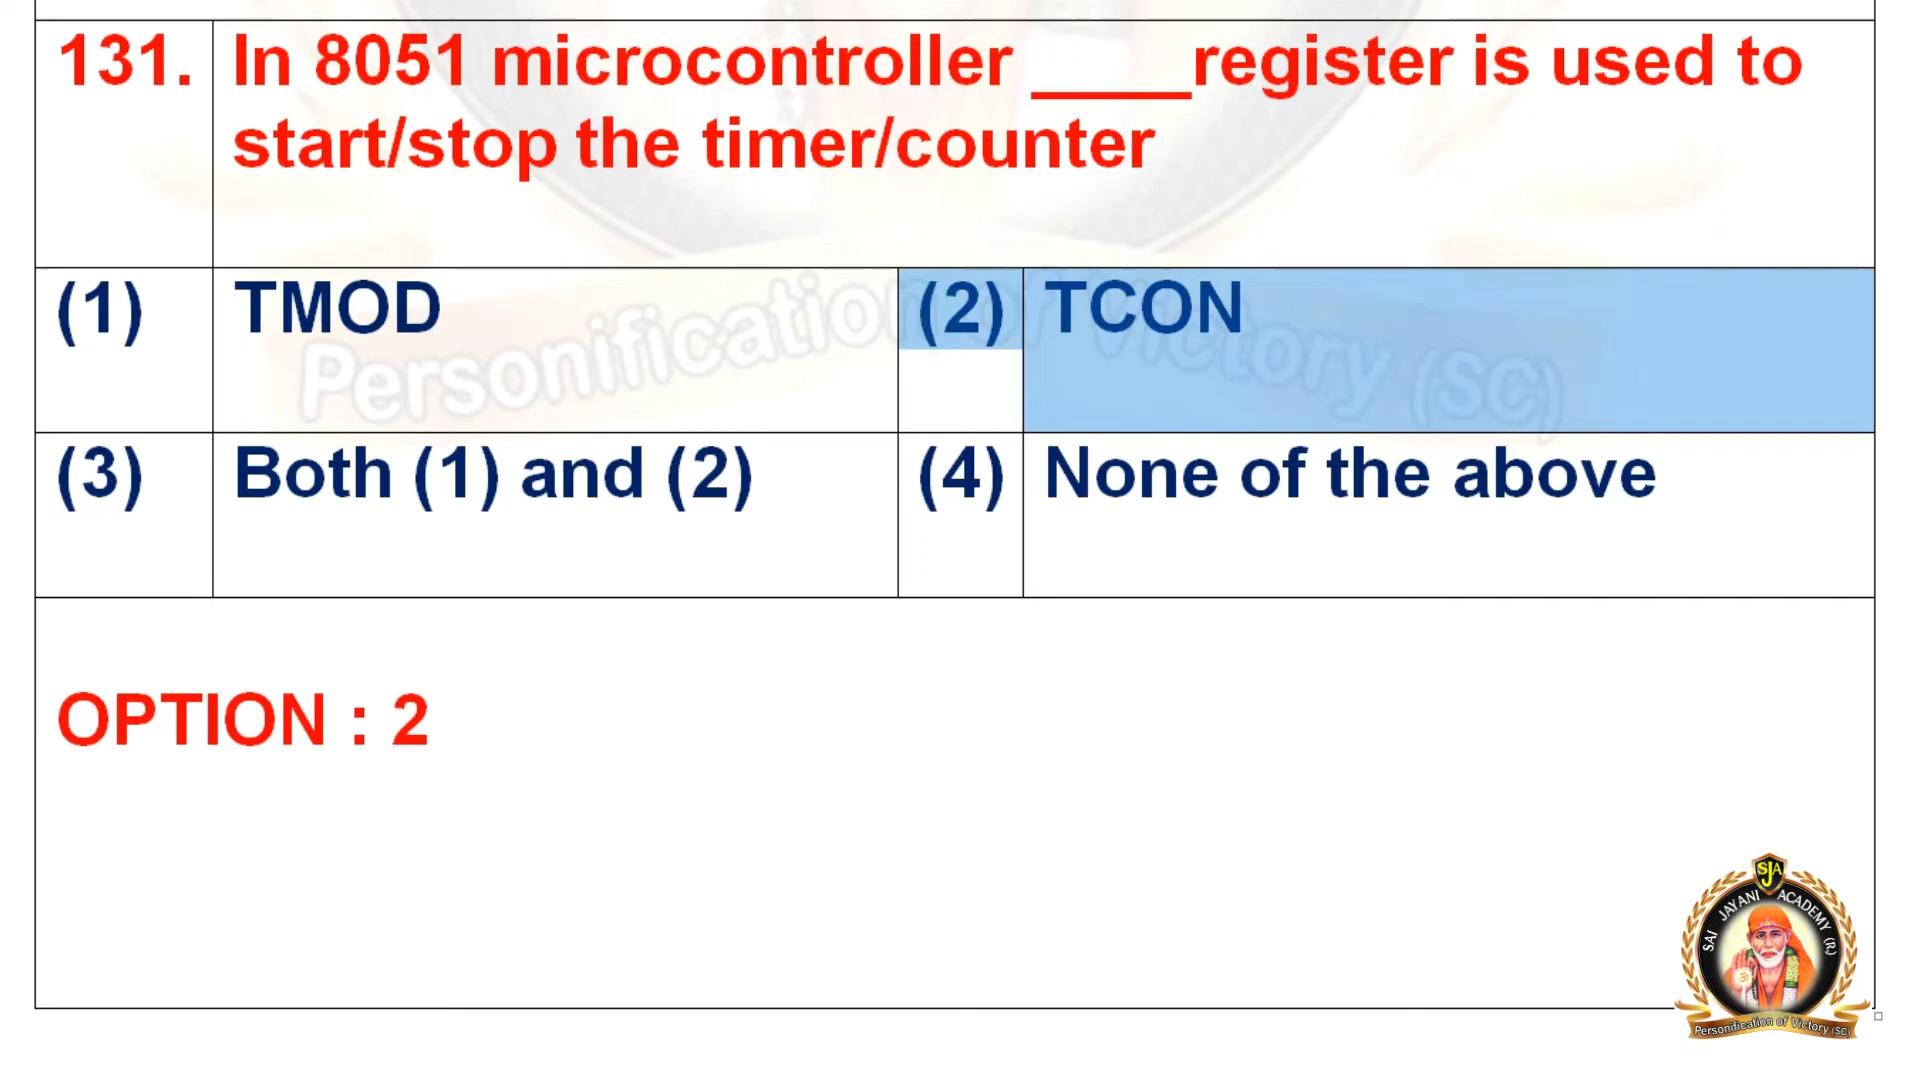 131. In 8051 microcontroller ____register is used to
start/stop the timer/counter
(1) TMOD (2) TCON
Personification of Victory (SC)
(3) Both (1) and (2) (4) None of the above
OPTION : 2
SJA
SAI JAYANI ACADEMY (R.)
Personification of Victory (SC)